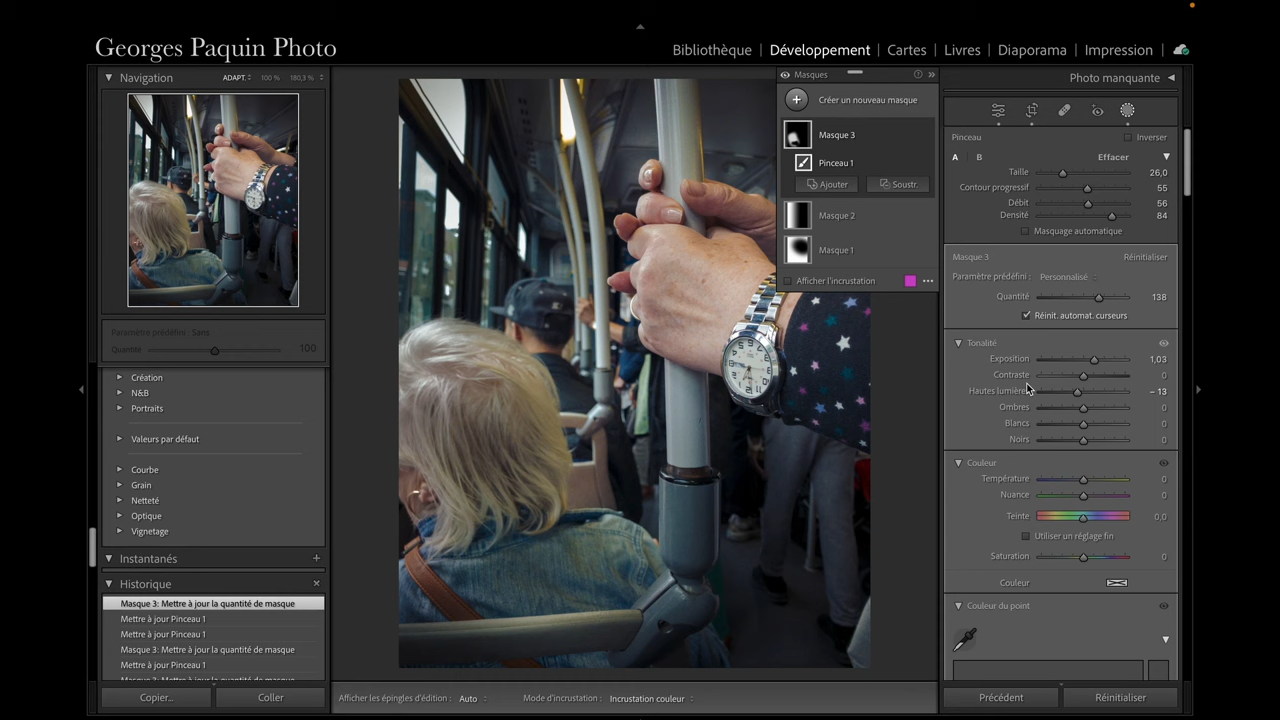 Georges Paquin Photo
Bibliothèque | Développement | Cartes | Livres | Diaporama | Impression |
Navigation ADAPT. 100 % 180,3 %
Paramètre prédéfini : Sans
Quantité 100
Création
N&B
Portraits
Valeurs par défaut
Courbe
Grain
Netteté
Optique
Vignetage
Instantanés +
Historique
Masque 3: Mettre à jour la quantité de masque
Mettre à jour Pinceau 1
Mettre à jour Pinceau 1
Masque 3: Mettre à jour la quantité de masque
Mettre à jour Pinceau 1
Copier... Coller
Masques
Créer un nouveau masque
Masque 3
Pinceau 1
Ajouter Soustr.
Masque 2
Masque 1
Afficher l'incrustation
Afficher les épingles d'édition : Auto Mode d'incrustation : Incrustation couleur
Photo manquante
Pinceau Inverser
A B Effacer
Taille 26,0
Contour progressif 55
Débit 56
Densité 84
Masquage automatique
Masque 3 Réinitialiser
Paramètre prédéfini : Personnalisé
Quantité 138
Réinit. automat. curseurs
Tonalité
Exposition 1,03
Contraste 0
Hautes lumière – 13
Ombres 0
Blancs 0
Noirs 0
Couleur
Température 0
Nuance 0
Teinte 0,0
Utiliser un réglage fin
Saturation 0
Couleur
Couleur du point
Précédent Réinitialiser